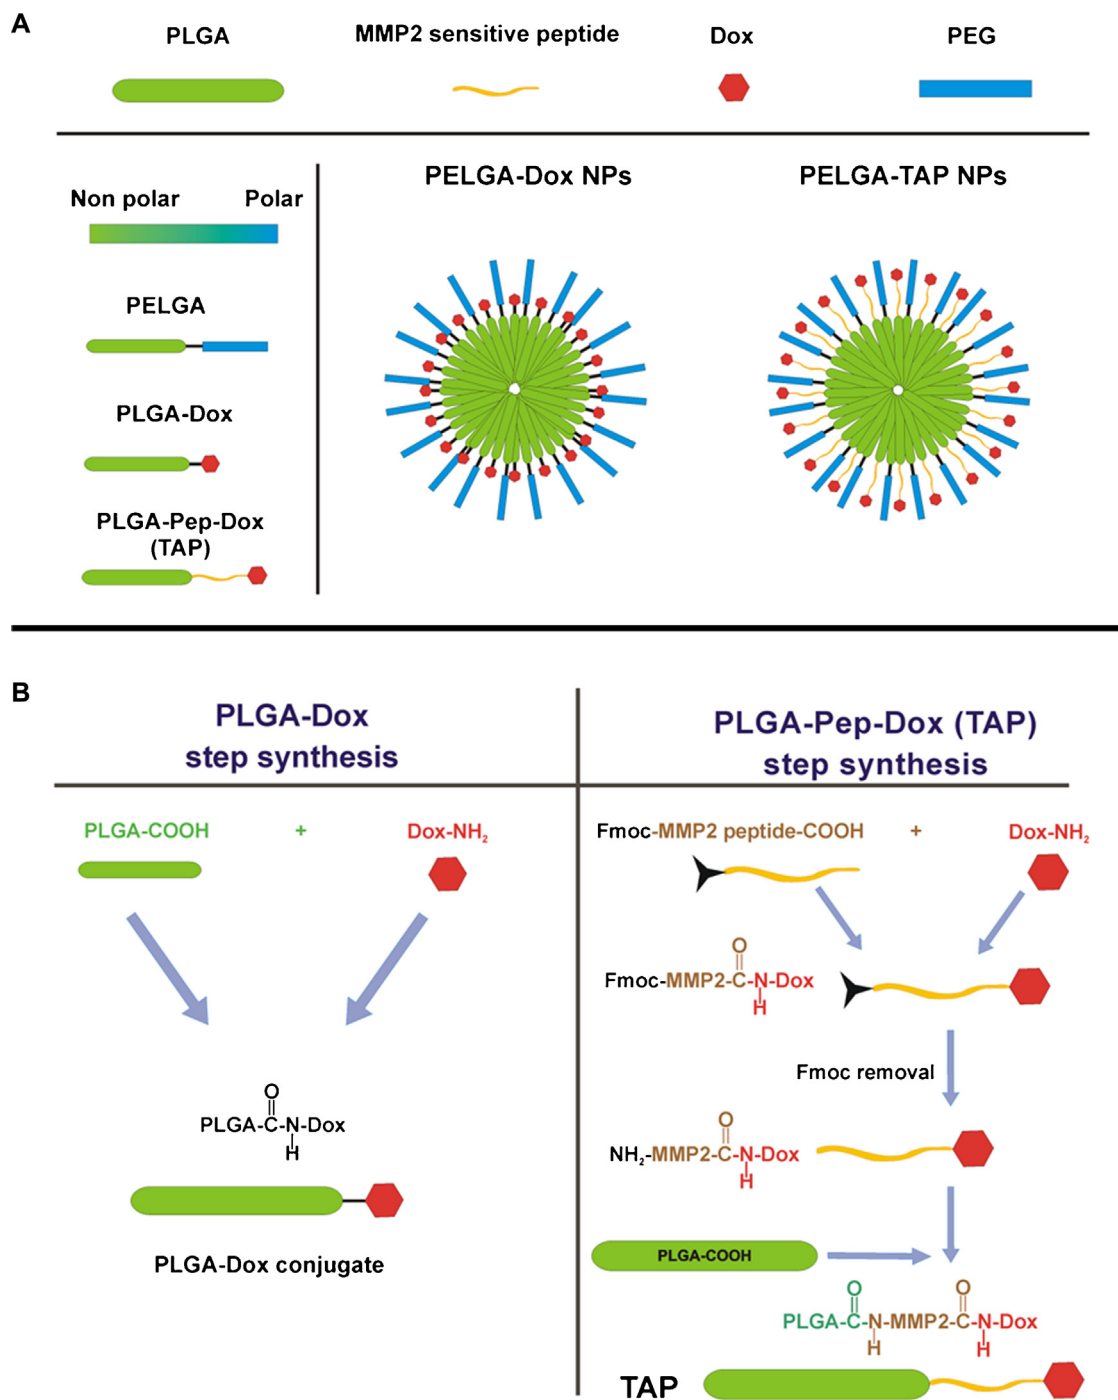 A
PLGA
MMP2 sensitive peptide
Dox
PEG
Non polar
Polar
PELGA
PLGA-Dox
PLGA-Pep-Dox
(TAP)
PELGA-Dox NPs
PELGA-TAP NPs
B
PLGA-Dox
step synthesis
PLGA-COOH + Dox-NH₂
O
PLGA-C-N-Dox
H
PLGA-Dox conjugate
PLGA-Pep-Dox (TAP)
step synthesis
Fmoc-MMP2 peptide-COOH + Dox-NH₂
O
Fmoc-MMP2-C-N-Dox
H
Fmoc removal
O
NH₂-MMP2-C-N-Dox
H
PLGA-COOH
O O
PLGA-C-N-MMP2-C-N-Dox
H H
TAP